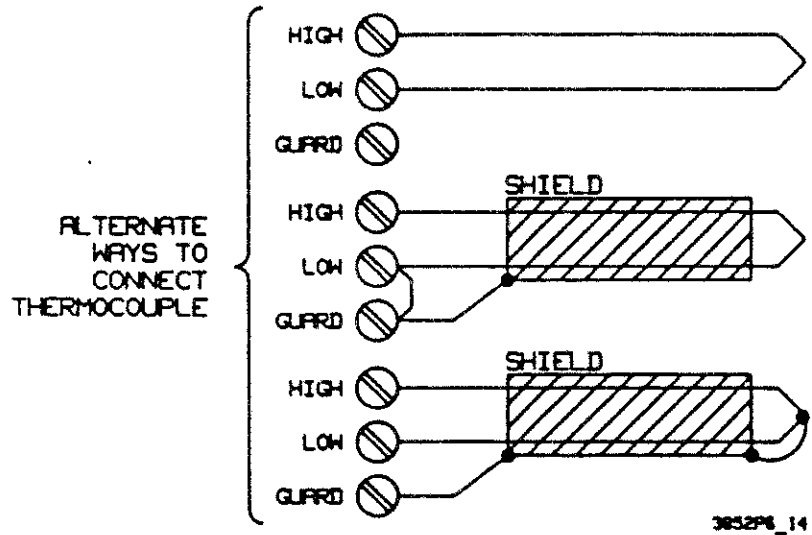 HIGH
LOW
GUARD
SHIELD
HIGH
ALTERNATE
WAYS TO
CONNECT
THERMOCOUPLE
LOW
GUARD
SHIELD
HIGH
LOW
GUARD
3852P6_14